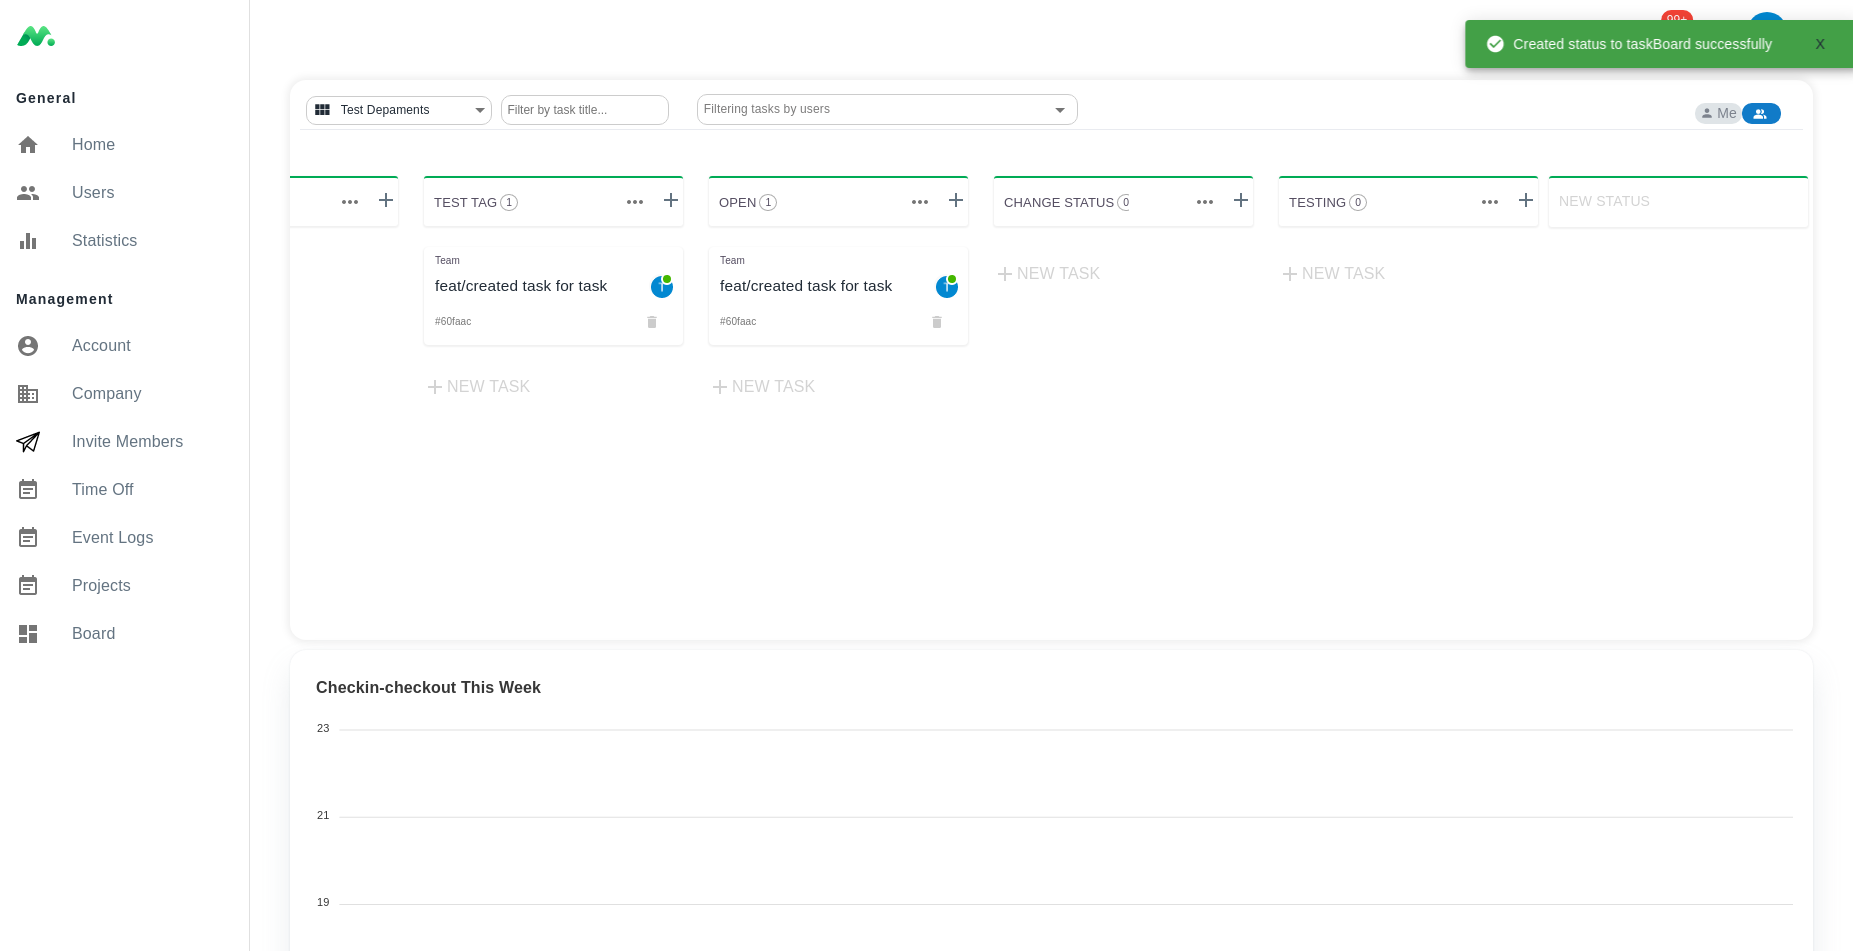 99+
Created status to taskBoard successfully X
General
Home
Users
Statistics
Management
Account
Company
Invite Members
Time Off
Event Logs
Projects
Board
Test Depaments
Filter by task title...
Filtering tasks by users
Me
TEST TAG 1
OPEN 1
CHANGE STATUS 0
TESTING 0
NEW STATUS
Team
feat/created task for task
T
#60faac
NEW TASK
Team
feat/created task for task
T
#60faac
NEW TASK
NEW TASK
NEW TASK
Checkin-checkout This Week
23
21
19